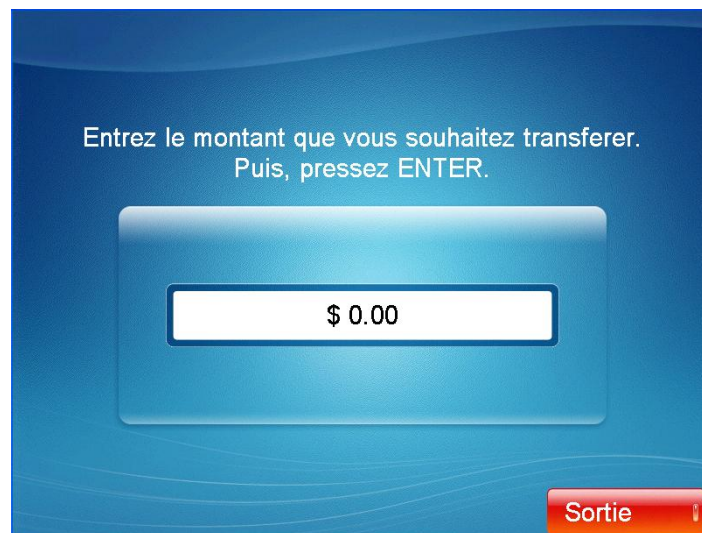 Entrez le montant que vous souhaitez transferer.
Puis, pressez ENTER.
$ 0.00
Sortie